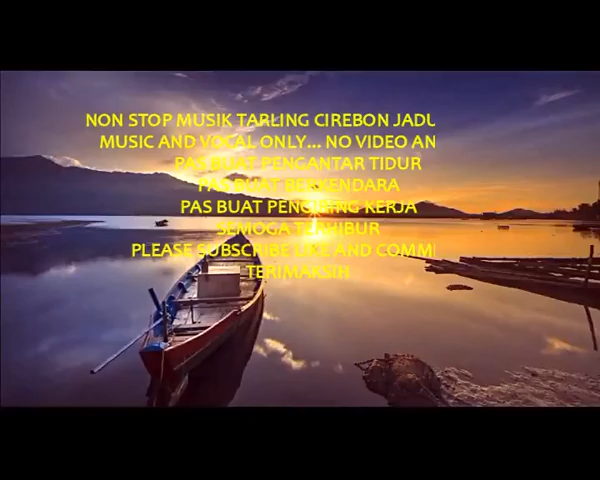 NON STOP MUSIK TARLING CIREBON JADU
MUSIC AND VOCAL ONLY... NO VIDEO AN
PAS BUAT PENGANTAR TIDUR
PAS BUAT BERKENDARA
PAS BUAT PENGIRING KERJA
SEMOGA TERHIBUR
PLEASE SUBSCRIBE LIKE AND COMM
TERIMAKSIH